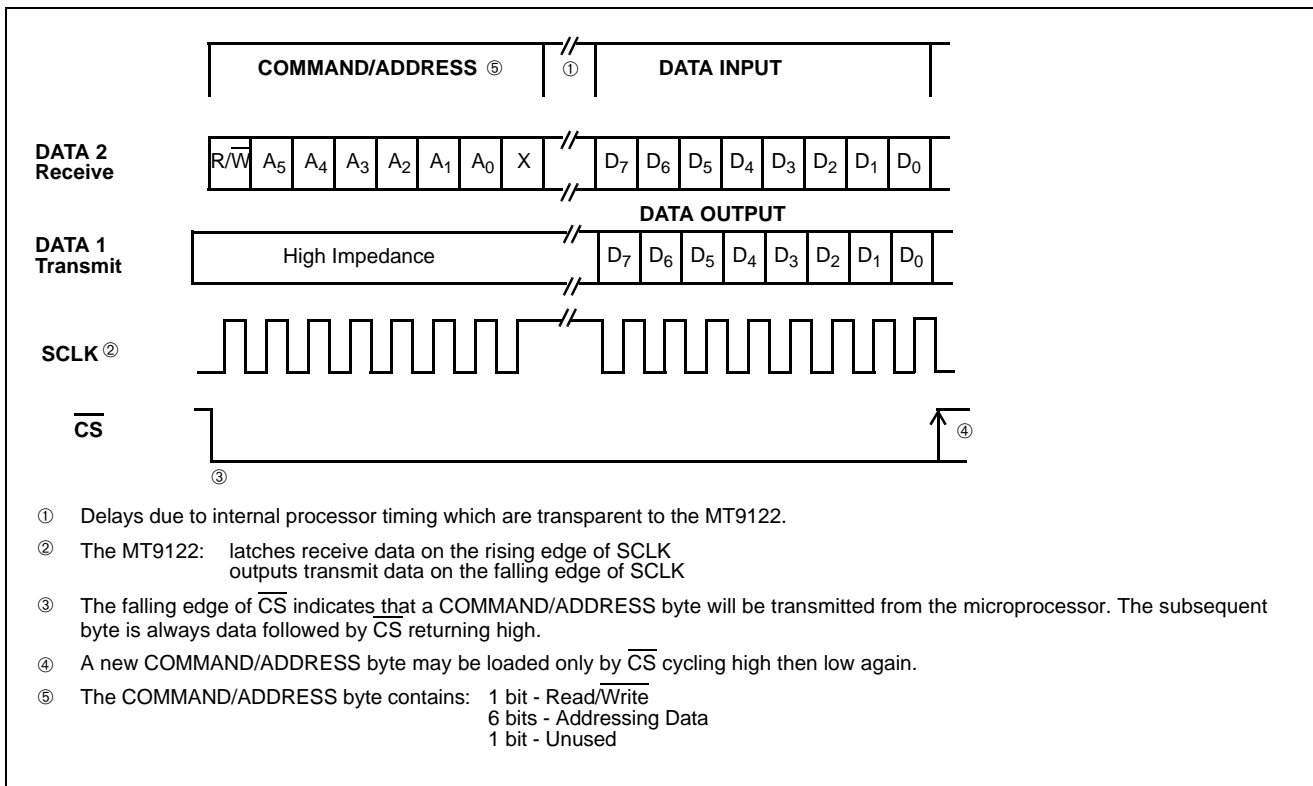 COMMAND/ADDRESS ⑤ ① DATA INPUT
DATA 2
Receive
R/W̅ A₅ A₄ A₃ A₂ A₁ A₀ X D₇ D₆ D₅ D₄ D₃ D₂ D₁ D₀
DATA OUTPUT
DATA 1
Transmit
High Impedance D₇ D₆ D₅ D₄ D₃ D₂ D₁ D₀
SCLK ②
C̅S̅ ④
③
① Delays due to internal processor timing which are transparent to the MT9122.
② The MT9122: latches receive data on the rising edge of SCLK
outputs transmit data on the falling edge of SCLK
③ The falling edge of C̅S̅ indicates that a COMMAND/ADDRESS byte will be transmitted from the microprocessor. The subsequent
byte is always data followed by C̅S̅ returning high.
④ A new COMMAND/ADDRESS byte may be loaded only by C̅S̅ cycling high then low again.
⑤ The COMMAND/ADDRESS byte contains: 1 bit - Read/W̅r̅i̅t̅e̅
6 bits - Addressing Data
1 bit - Unused